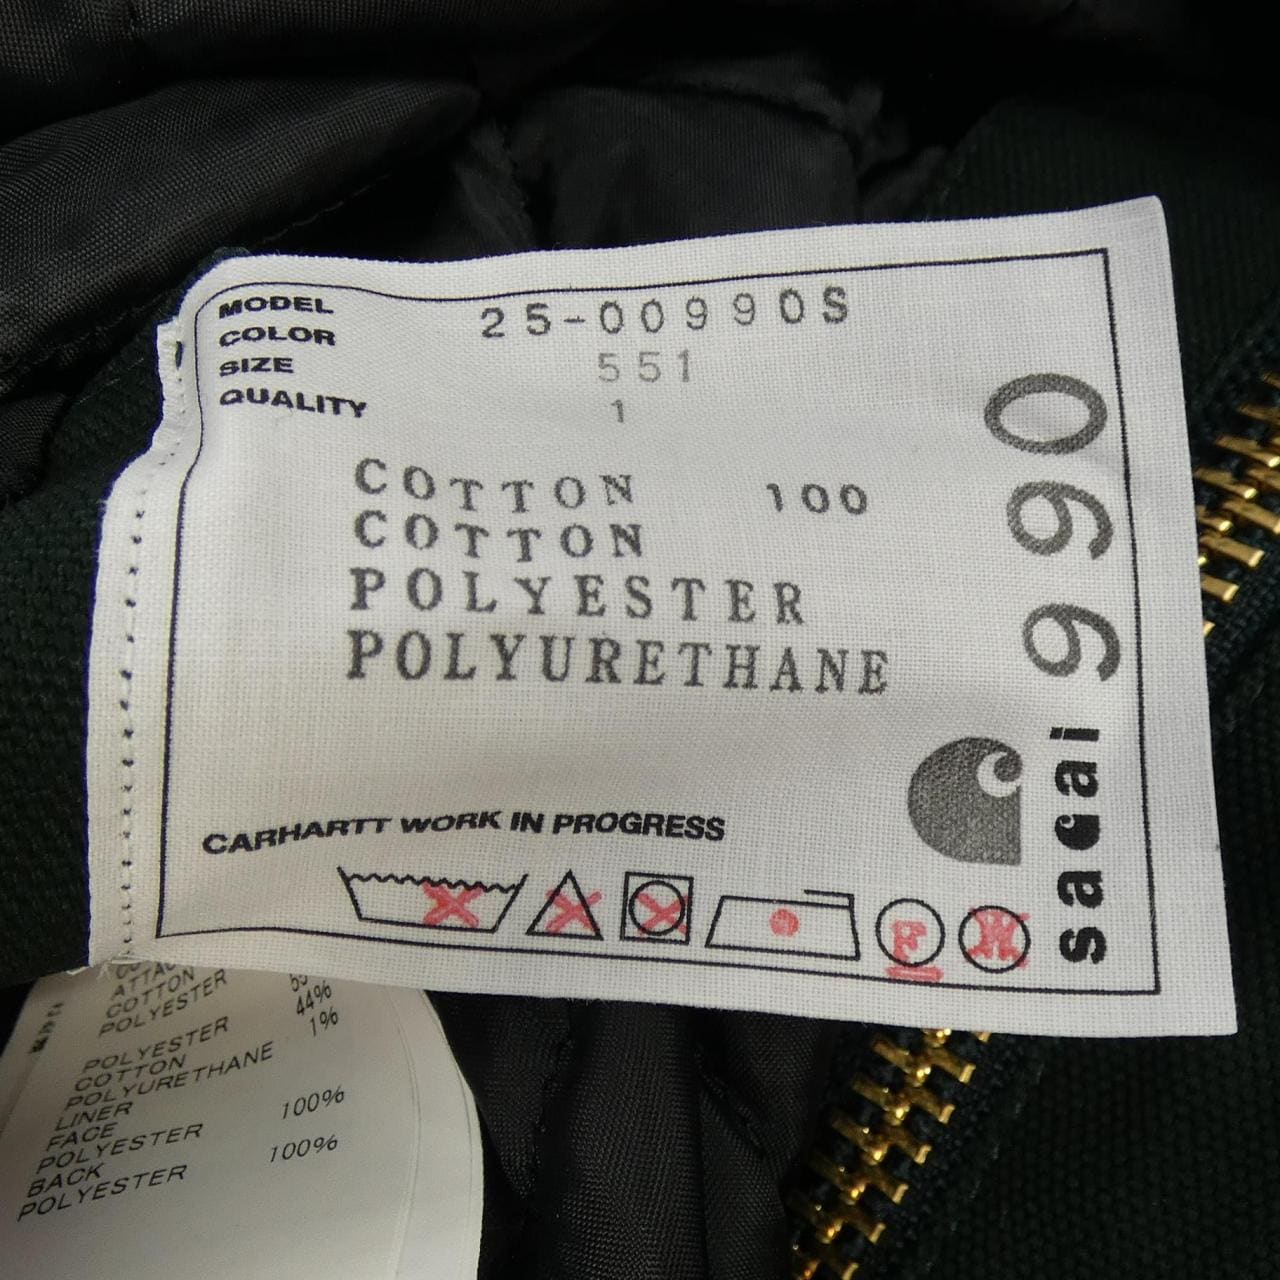 MODEL 25-00990S
COLOR 551
SIZE 1
QUALITY
COTTON 100
COTTON
POLYESTER
POLYURETHANE
CARHARTT WORK IN PROGRESS
F
W
sacai 990
COTTON
POLYESTER 44%
1%
POLYESTER
COTTON
POLYURETHANE
LINER
FACE
POLYESTER 100%
BACK
POLYESTER 100%